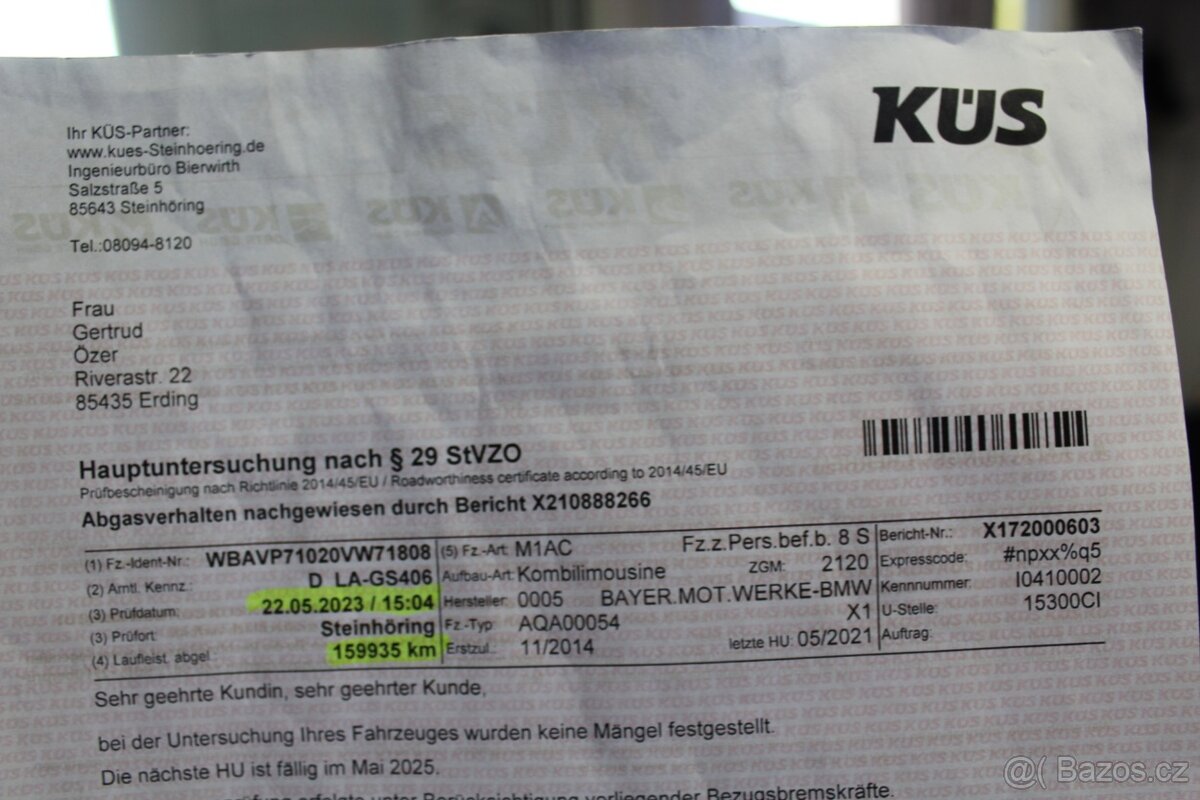 KÜS
Ihr KÜS-Partner:
www.kues-Steinhoering.de
Ingenieurbüro Bierwirth
Salzstraße 5
85643 Steinhöring
Tel.:08094-8120
Frau
Gertrud
Özer
Riverastr. 22
85435 Erding
Hauptuntersuchung nach § 29 StVZO
Prüfbescheinigung nach Richtlinie 2014/45/EU / Roadworthiness certificate according to 2014/45/EU
Abgasverhalten nachgewiesen durch Bericht X210888266
(1) Fz.-Ident-Nr.: WBAVP71020VW71808 (5) Fz.-Art: M1AC Fz.z.Pers.bef.b. 8 S Bericht-Nr.: X172000603
(2) Amtl. Kennz.: D LA-GS406 Aufbau-Art: Kombilimousine ZGM: 2120 Expresscode: #npxx%q5
(3) Prüfdatum: 22.05.2023 / 15:04 Hersteller: 0005 BAYER.MOT.WERKE-BMW Kennnummer: I0410002
(3) Prüfort: Steinhöring Fz.-Typ AQA00054 X1 U-Stelle: 15300CI
(4) Laufleist. abgel.: 159935 km Erstzul.: 11/2014 letzte HU: 05/2021 Auftrag:
Sehr geehrte Kundin, sehr geehrter Kunde,
bei der Untersuchung Ihres Fahrzeuges wurden keine Mängel festgestellt.
Die nächste HU ist fällig im Mai 2025.
erfolgte unter Berücksichtigung vorliegender Bezugsbremskräfte.
@( Bazos.cz